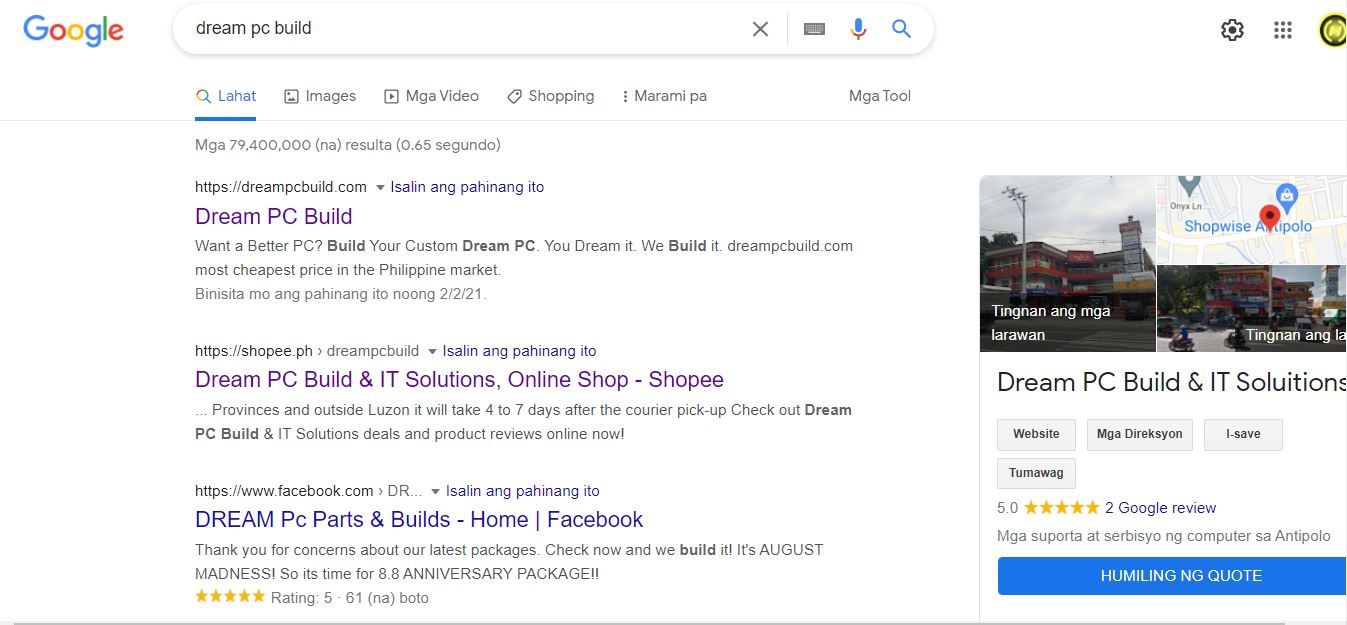 Google
dream pc build
Lahat
Images
Mga Video
Shopping
Marami pa
Mga Tool
Mga 79,400,000 (na) resulta (0.65 segundo)
https://dreampcbuild.com Isalin ang pahinang ito
Dream PC Build
Want a Better PC? Build Your Custom Dream PC. You Dream it. We Build it. dreampcbuild.com
most cheapest price in the Philippine market.
Binisita mo ang pahinang ito noong 2/2/21.
https://shopee.ph › dreampcbuild Isalin ang pahinang ito
Dream PC Build & IT Solutions, Online Shop - Shopee
... Provinces and outside Luzon it will take 4 to 7 days after the courier pick-up Check out Dream
PC Build & IT Solutions deals and product reviews online now!
https://www.facebook.com › DR... Isalin ang pahinang ito
DREAM Pc Parts & Builds - Home | Facebook
Thank you for concerns about our latest packages. Check now and we build it! It's AUGUST
MADNESS! So its time for 8.8 ANNIVERSARY PACKAGE!!
Rating: 5 · 61 (na) boto
Onyx Ln
Shopwise Antipolo
Tingnan ang mga
larawan
Tingnan ang la
Dream PC Build & IT Soluitions
Website
Mga Direksyon
I-save
Tumawag
5.0 2 Google review
Mga suporta at serbisyo ng computer sa Antipolo
HUMILING NG QUOTE